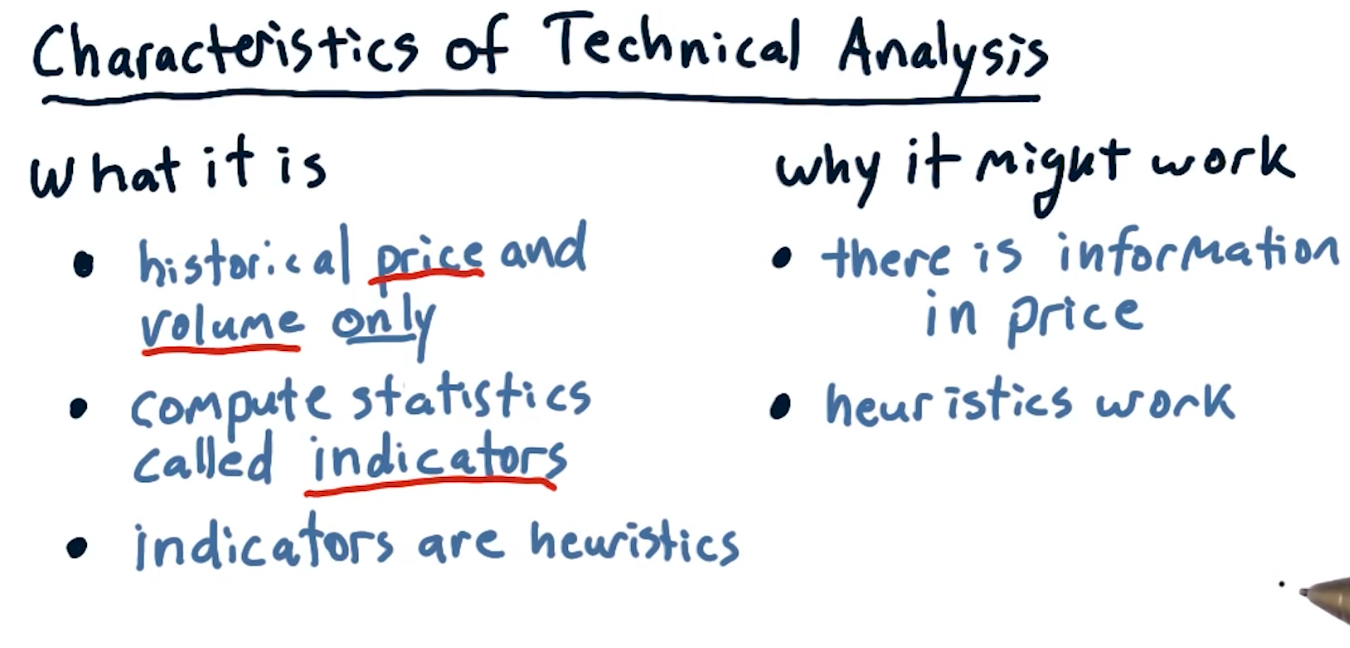 Characteristics of Technical Analysis
What it is
• historical price and
volume only
• compute statistics
called indicators
• indicators are heuristics
why it might work
• there is information
in price
• heuristics work